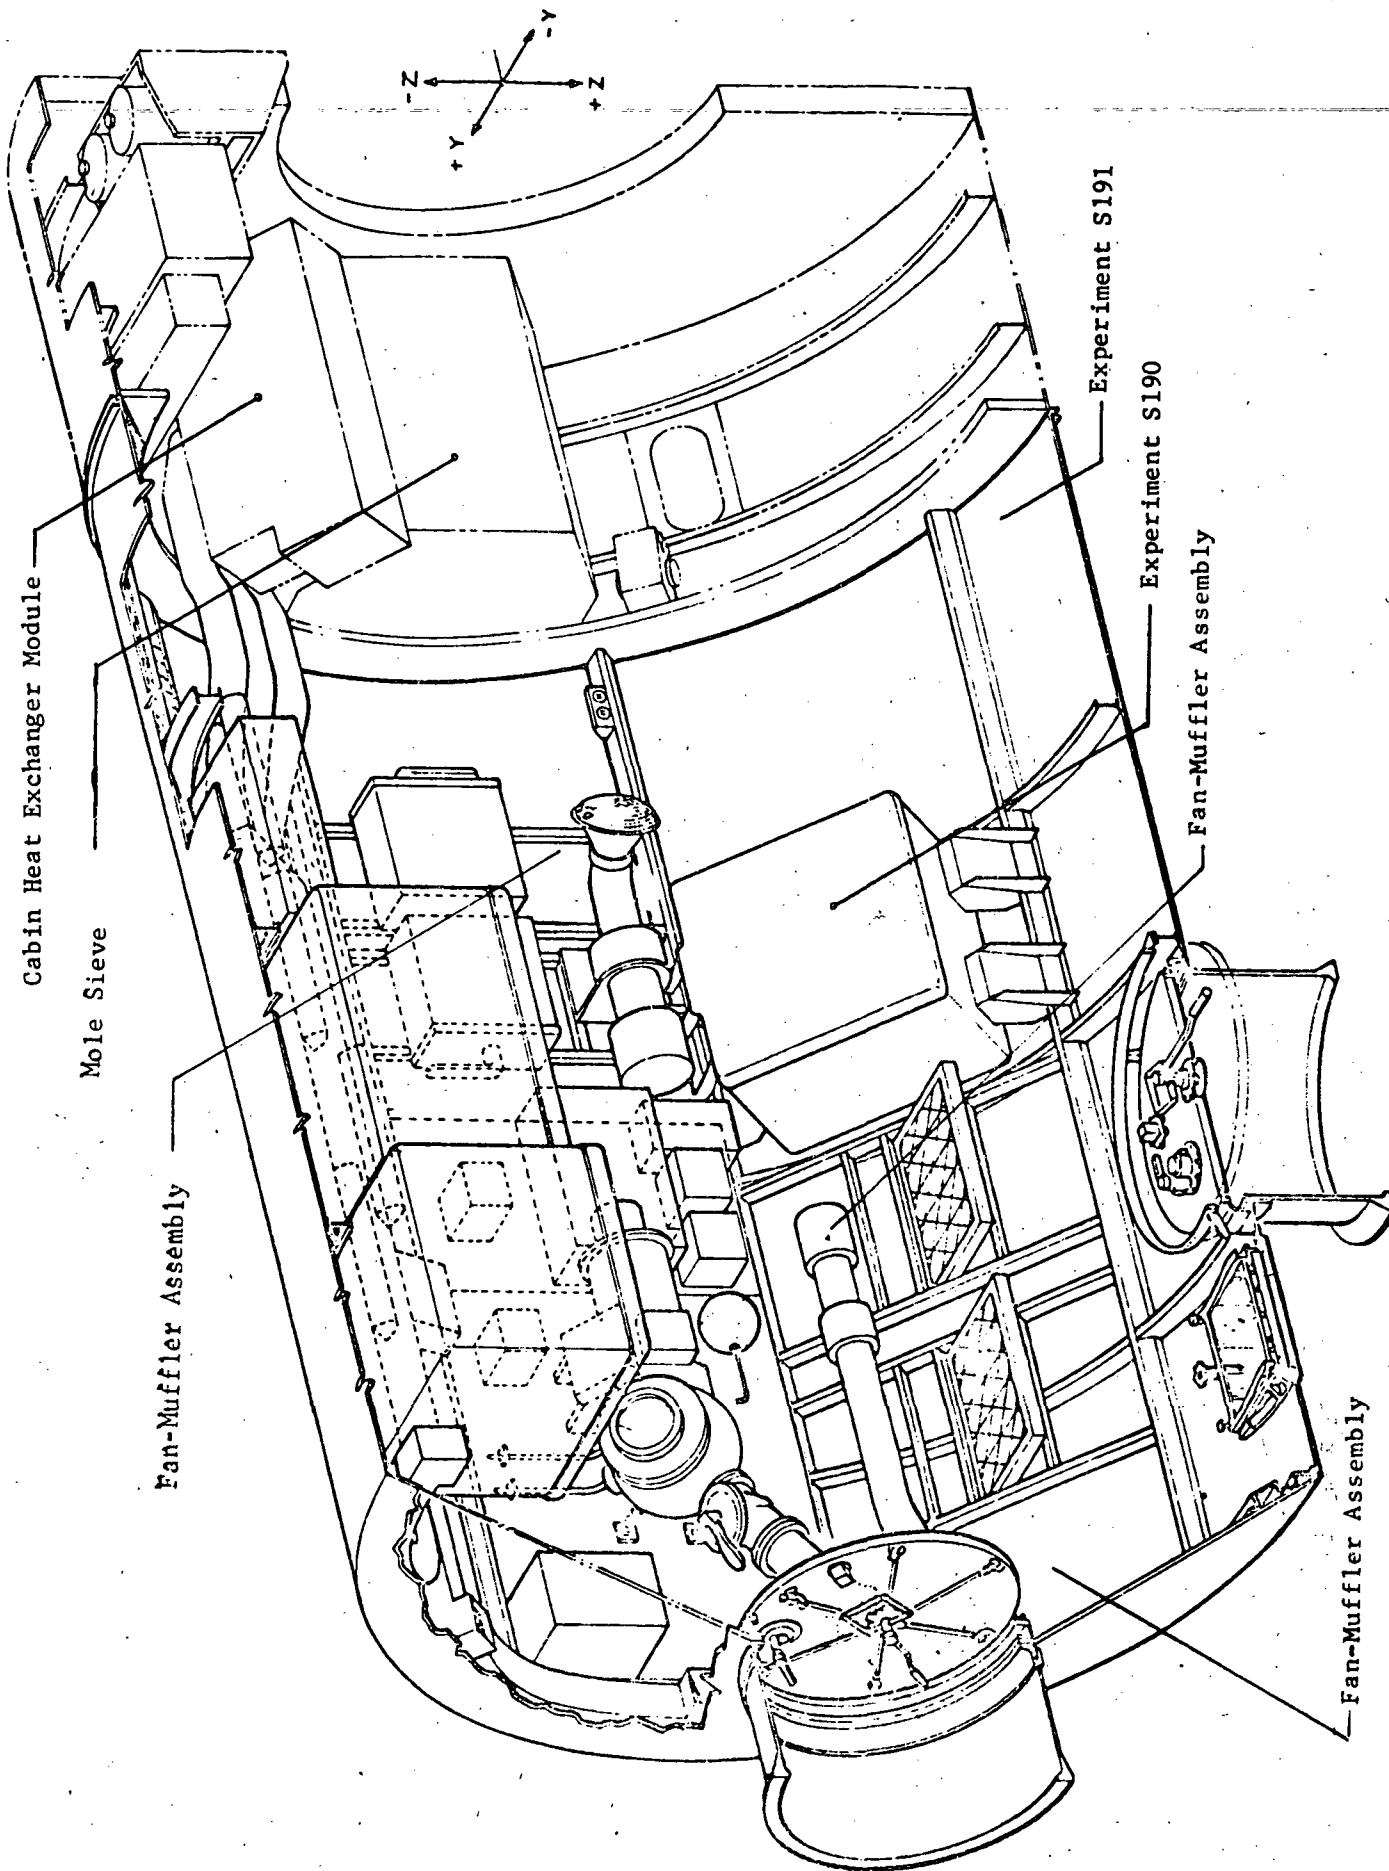 Cabin Heat Exchanger Module
Mole Sieve
Fan-Muffler Assembly
-Z
-Y
+Y
+Z
Experiment S191
Experiment S190
Fan-Muffler Assembly
Fan-Muffler Assembly